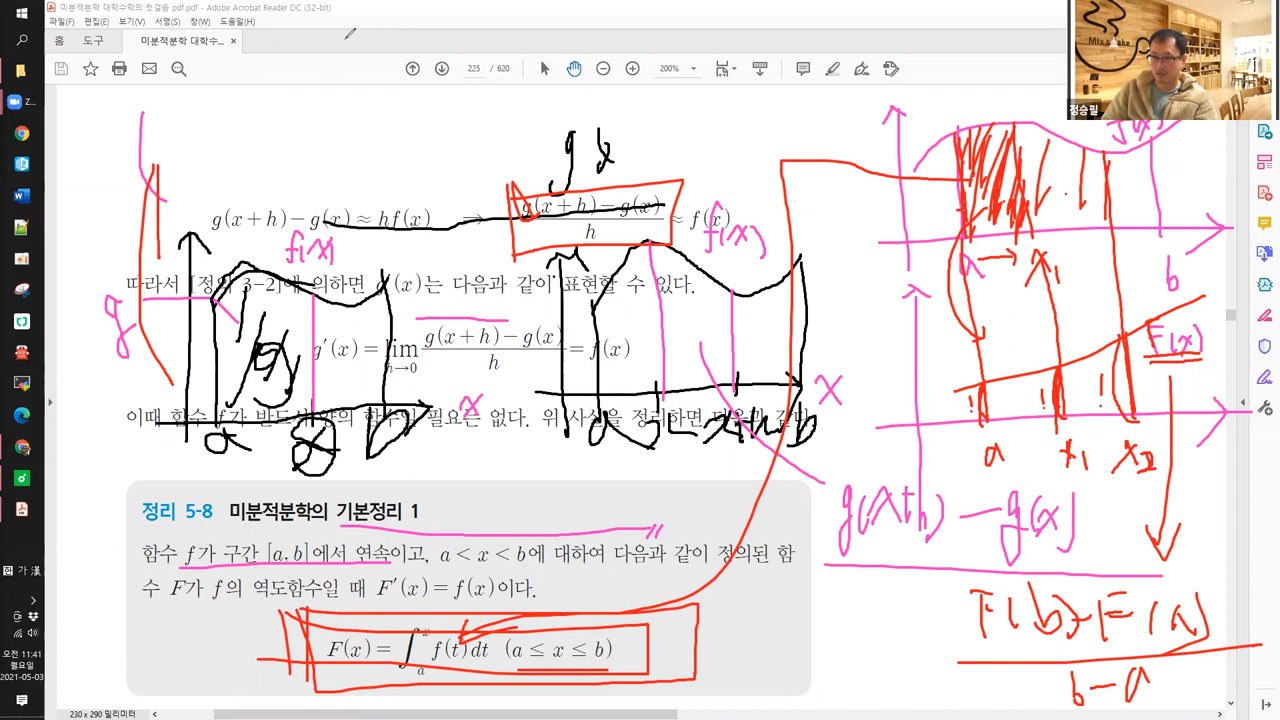 미분적분학 대학수학의 첫걸음 pdf.pdf - Adobe Acrobat Reader DC (32-bit)
파일(F) 편집(E) 보기(V) 서명(S) 창(W) 도움말(H)
홈 도구 미분적분학 대학수... ×
225 / 620 200%
Mix&Bake
정승필
g x
f(x)
g(x+h)−g(x)≈hf(x) ⇒ g(x+h)−g(x) / h ≈ f(x)
f(x) f(x)
따라서 [정의 3-2]에 의하면 g(x)는 다음과 같이 표현할 수 있다.
a → x₁ b
g
g′(x) = lim h→0 g(x+h)−g(x) / h = f(x)
F(x)
x x
이때 함수 f가 반드시 양의 함수일 필요는 없다. 위 사실을 정리하면 다음과 같다.
a x b a x x+h b
a x₁ x₂
g(x+h) − g(x)
정리 5-8 미분적분학의 기본정리 1
함수 f가 구간 [a, b]에서 연속이고, a < x < b에 대하여 다음과 같이 정의된 함
수 F가 f의 역도함수일 때 F′(x) = f(x)이다.
F(x) = ∫ₐˣ f(t)dt (a ≤ x ≤ b)
F(b)−F(a)
b−a
한 가 漢
오전 11:41
월요일
2021-05-03
230 x 290 밀리미터